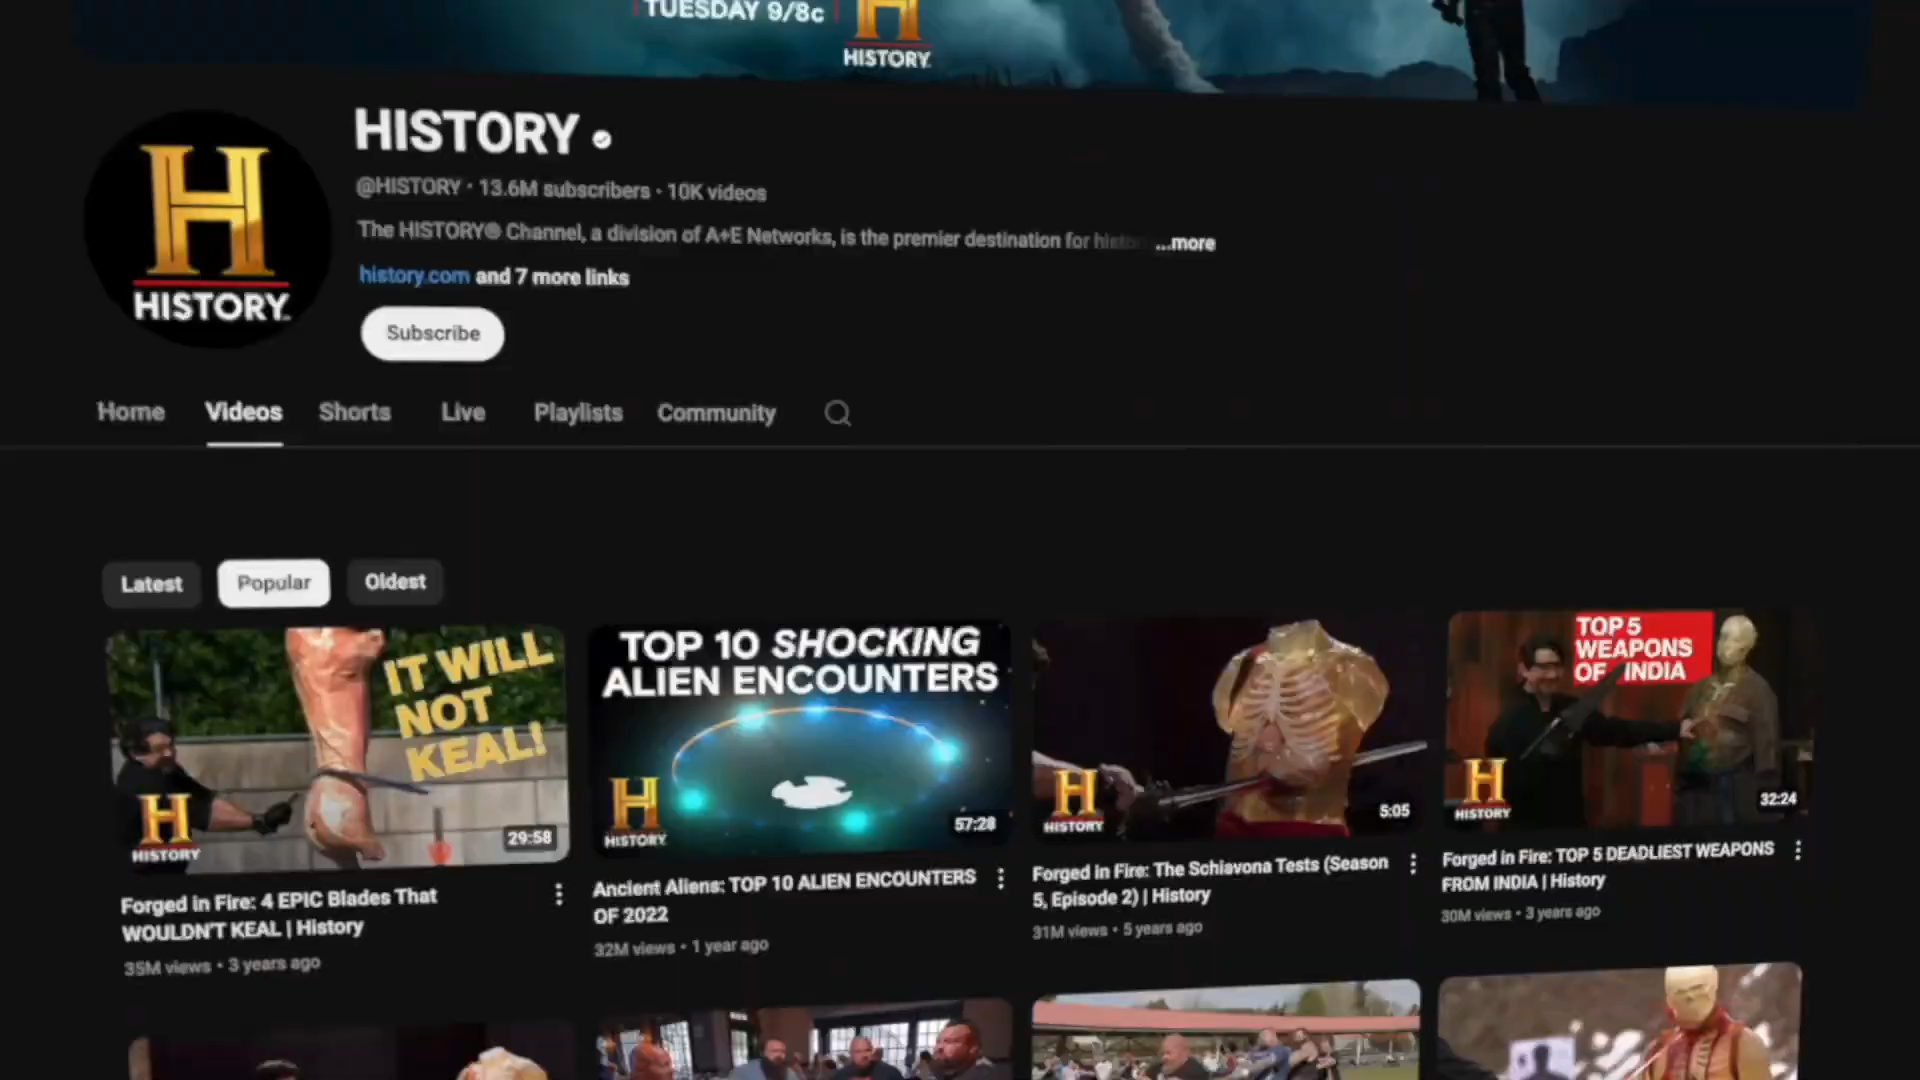 TUESDAY 9/8c
HISTORY
HISTORY
@HISTORY • 13.6M subscribers • 10K videos
The HISTORY® Channel, a division of A+E Networks, is the premier destination for ...more
history.com and 7 more links
HISTORY
Subscribe
Home Videos Shorts Live Playlists Community
Latest Popular Oldest
IT WILL
NOT
KEAL!
HISTORY
29:58
TOP 10 SHOCKING
ALIEN ENCOUNTERS
HISTORY
57:28
HISTORY
5:05
TOP 5
WEAPONS
OF INDIA
HISTORY
32:24
Forged in Fire: 4 EPIC Blades That
WOULDN'T KEAL | History
35M views • 3 years ago
Ancient Aliens: TOP 10 ALIEN ENCOUNTERS
OF 2022
32M views • 1 year ago
Forged in Fire: The Schiavona Tests (Season
5, Episode 2) | History
31M views • 5 years ago
Forged in Fire: TOP 5 DEADLIEST WEAPONS
FROM INDIA | History
30M views • 3 years ago